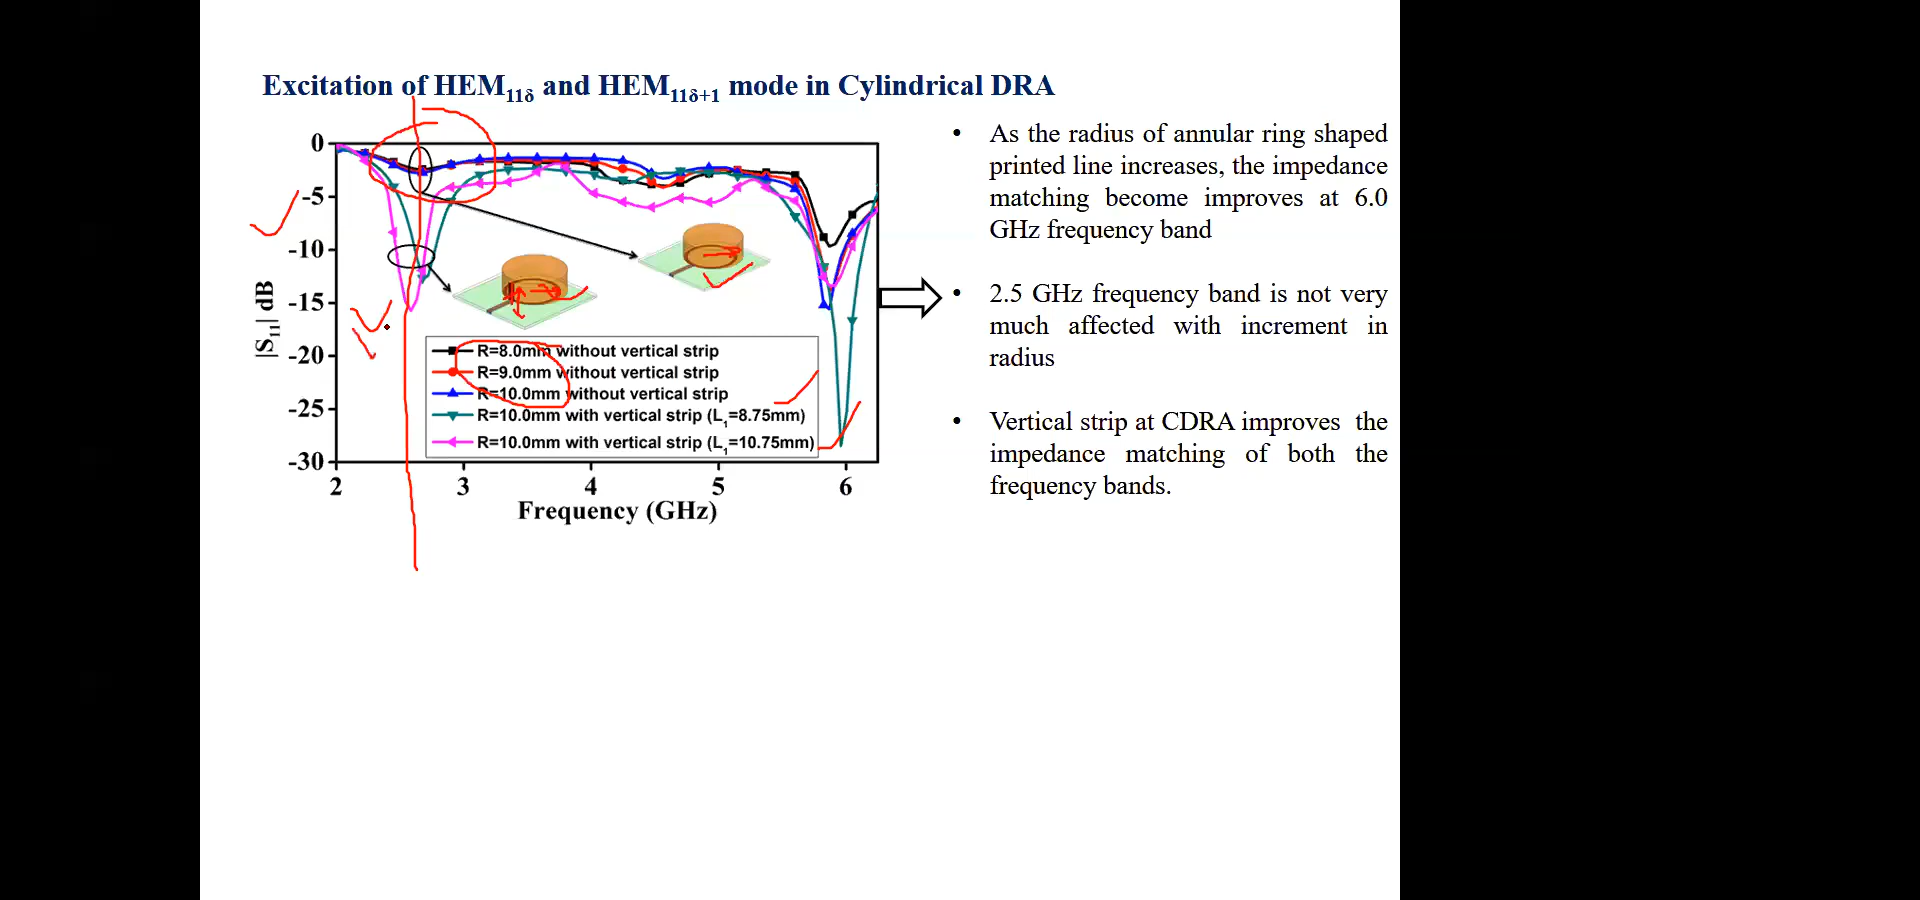 Excitation of HEM11δ and HEM11δ+1 mode in Cylindrical DRA
0
-5
-10
-15
-20
-25
-30
|S11| dB
2 3 4 5 6
Frequency (GHz)
R=8.0mm without vertical strip
R=9.0mm without vertical strip
R=10.0mm without vertical strip
R=10.0mm with vertical strip (L1=8.75mm)
R=10.0mm with vertical strip (L1=10.75mm)
• As the radius of annular ring shaped
printed line increases, the impedance
matching become improves at 6.0
GHz frequency band
• 2.5 GHz frequency band is not very
much affected with increment in
radius
• Vertical strip at CDRA improves the
impedance matching of both the
frequency bands.